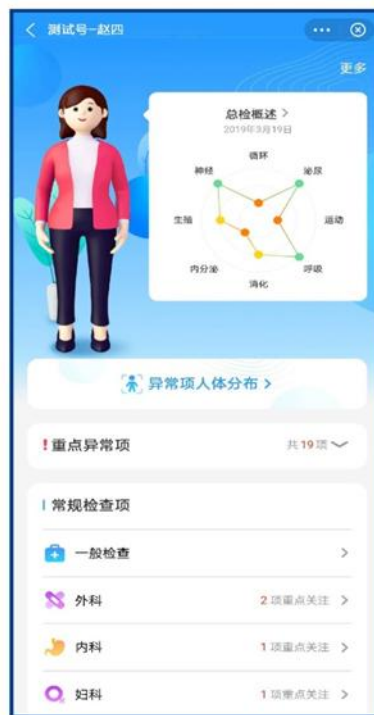 测试号-赵四
更多
总检概述 >
2019年3月19日
循环
神经
泌尿
生殖
运动
内分泌
呼吸
消化
异常项人体分布 >
!重点异常项 共19项
常规检查项
一般检查 >
外科 2 项重点关注 >
内科 1 项重点关注 >
妇科 1 项重点关注 >